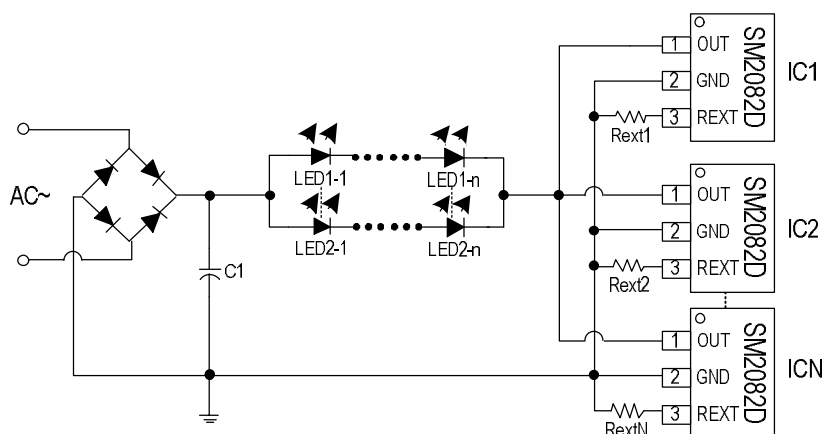 AC~
C1
LED1-1
LED1-n
LED2-1
LED2-n
1 OUT
2 GND
3 REXT
SM2082D
IC1
Rext1
1 OUT
2 GND
3 REXT
SM2082D
IC2
Rext2
1 OUT
2 GND
3 REXT
SM2082D
ICN
RextN